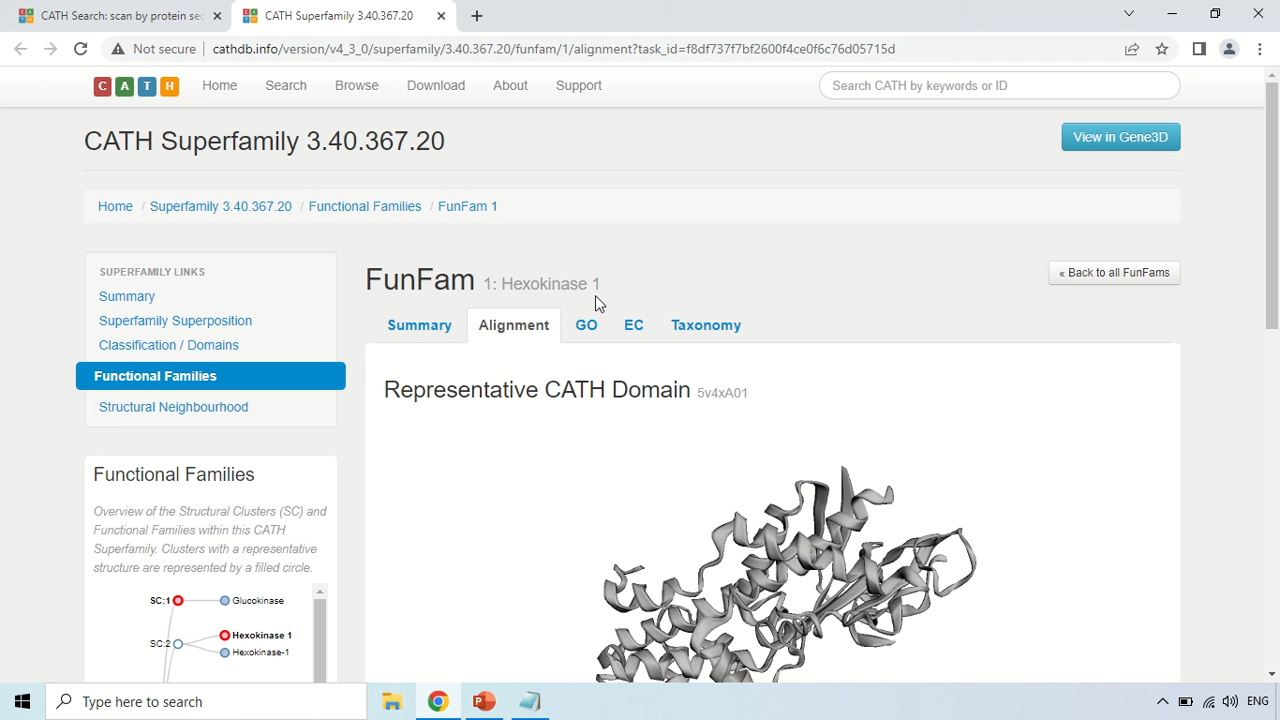 CATH Search: scan by protein sec
CATH Superfamily 3.40.367.20
Not secure
cathdb.info/version/v4_3_0/superfamily/3.40.367.20/funfam/1/alignment?task_id=f8df737f7bf2600f4ce0f6c76d05715d
C A T H Home Search Browse Download About Support
Search CATH by keywords or ID
CATH Superfamily 3.40.367.20
View in Gene3D
Home / Superfamily 3.40.367.20 / Functional Families / FunFam 1
SUPERFAMILY LINKS
Summary
Superfamily Superposition
Classification / Domains
Functional Families
Structural Neighbourhood
FunFam 1: Hexokinase 1
« Back to all FunFams
Summary Alignment GO EC Taxonomy
Representative CATH Domain 5v4xA01
Functional Families
Overview of the Structural Clusters (SC) and
Functional Families within this CATH
Superfamily. Clusters with a representative
structure are represented by a filled circle.
SC:1 Glucokinase
Hexokinase 1
SC:2
Hexokinase-1
Type here to search
ENG